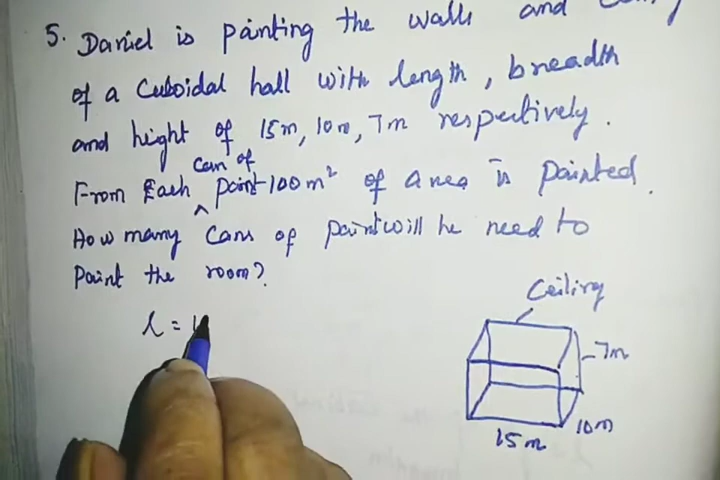 5. Daniel is painting the walls and
of a Cuboidal hall with length, breadth
and hight of 15m, 10m, 7m respectively.
can of
From Each ^ paint 100m² of area is painted.
How many Cans of paint will he need to
Paint the room?
Ceiling
l = 1
7m
10m
15m